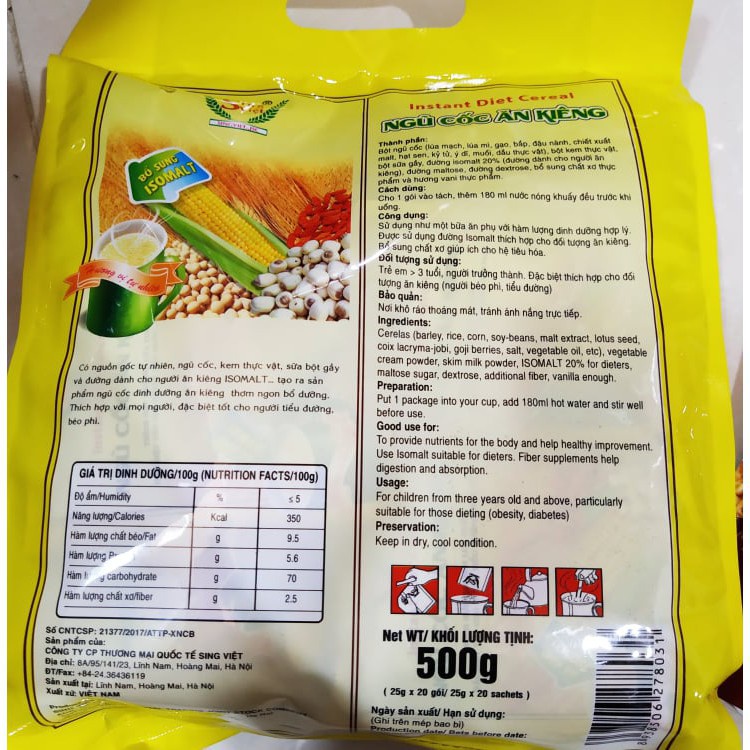 Sing Việt®
BỔ SUNG
ISOMALT
Hương vị tự nhiên
Có nguồn gốc tự nhiên, ngũ cốc, kem thực vật, sữa bột gầy
và đường dành cho người ăn kiêng ISOMALT... tạo ra sản
phẩm ngũ cốc dinh dưỡng ăn kiêng thơm ngon bổ dưỡng.
Thích hợp với mọi người, đặc biệt tốt cho người tiểu đường,
béo phì.
GIÁ TRỊ DINH DƯỠNG/100g (NUTRITION FACTS/100g)
Độ ẩm/Humidity % ≤ 5
Năng lượng/Calories Kcal 350
Hàm lượng chất béo/Fat g 9.5
Hàm lượng g 5.6
Hàm carbohydrate g 70
Hàm lượng chất xơ/fiber g 2.5
Số CNTCSP: 21377/2017/ATTP-XNCB
Sản phẩm của:
CÔNG TY CP THƯƠNG MẠI QUỐC TẾ SING VIỆT
Địa chỉ: 8A/95/141/23, Lĩnh Nam, Hoàng Mai, Hà Nội
ĐT/Fax: +84-24.36436119
Sản xuất tại: Lĩnh Nam, Hoàng Mai, Hà Nội
Xuất xứ: VIỆT NAM
Instant Diet Cereal
NGŨ CỐC ĂN KIÊNG
Thành phần:
Bột ngũ cốc (lúa mạch, lúa mì, gạo, bắp, đậu nành, chiết xuất
malt, hạt sen, kỷ tử, ý dĩ, muối, dầu thực vật), bột kem thực vật,
bột sữa gầy, đường isomalt 20% (đường dành cho người ăn
kiêng), đường maltose, đường dextrose, bổ sung chất xơ thực
phẩm và hương vani thực phẩm.
Cách dùng:
Cho 1 gói vào tách, thêm 180 ml nước nóng khuấy đều trước khi
uống.
Công dụng:
Sử dụng như một bữa ăn phụ với hàm lượng dinh dưỡng hợp lý.
Được sử dụng đường Isomalt thích hợp cho đối tượng ăn kiêng.
Bổ sung chất xơ giúp ích cho hệ tiêu hóa.
Đối tượng sử dụng:
Trẻ em > 3 tuổi, người trưởng thành. Đặc biệt thích hợp cho đối
tượng ăn kiêng (người béo phì, tiểu đường)
Bảo quản:
Nơi khô ráo thoáng mát, tránh ánh nắng trực tiếp.
Ingredients:
Cerelas (barley, rice, corn, soy-beans, malt extract, lotus seed,
coix lacryma-jobi, goji berries, salt, vegetable oil, etc), vegetable
cream powder, skim milk powder, ISOMALT 20% for dieters,
maltose sugar, dextrose, additional fiber, vanilla enough.
Preparation:
Put 1 package into your cup, add 180ml hot water and stir well
before use.
Good use for:
To provide nutrients for the body and help healthy improvement.
Use Isomalt suitable for dieters. Fiber supplements help
digestion and absorption.
Usage:
For children from three years old and above, particularly
suitable for those dieting (obesity, diabetes)
Preservation:
Keep in dry, cool condition.
Net WT/ KHỐI LƯỢNG TỊNH:
500g
( 25g x 20 gói/ 25g x 20 sachets )
Ngày sản xuất/ Hạn sử dụng:
(Ghi trên mép bao bì)
Production date/ Bets before date: